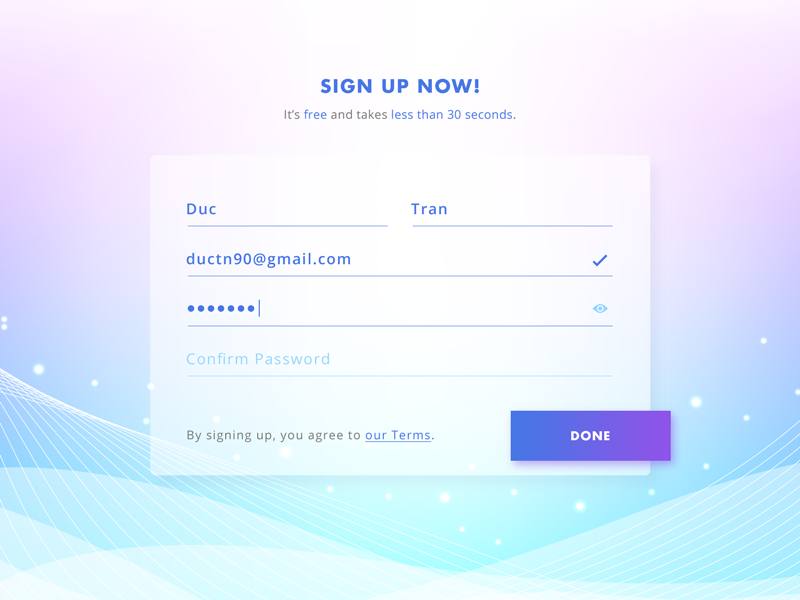 SIGN UP NOW!
It's free and takes less than 30 seconds.
Duc Tran
ductn90@gmail.com
•••••••
Confirm Password
By signing up, you agree to our Terms.
DONE